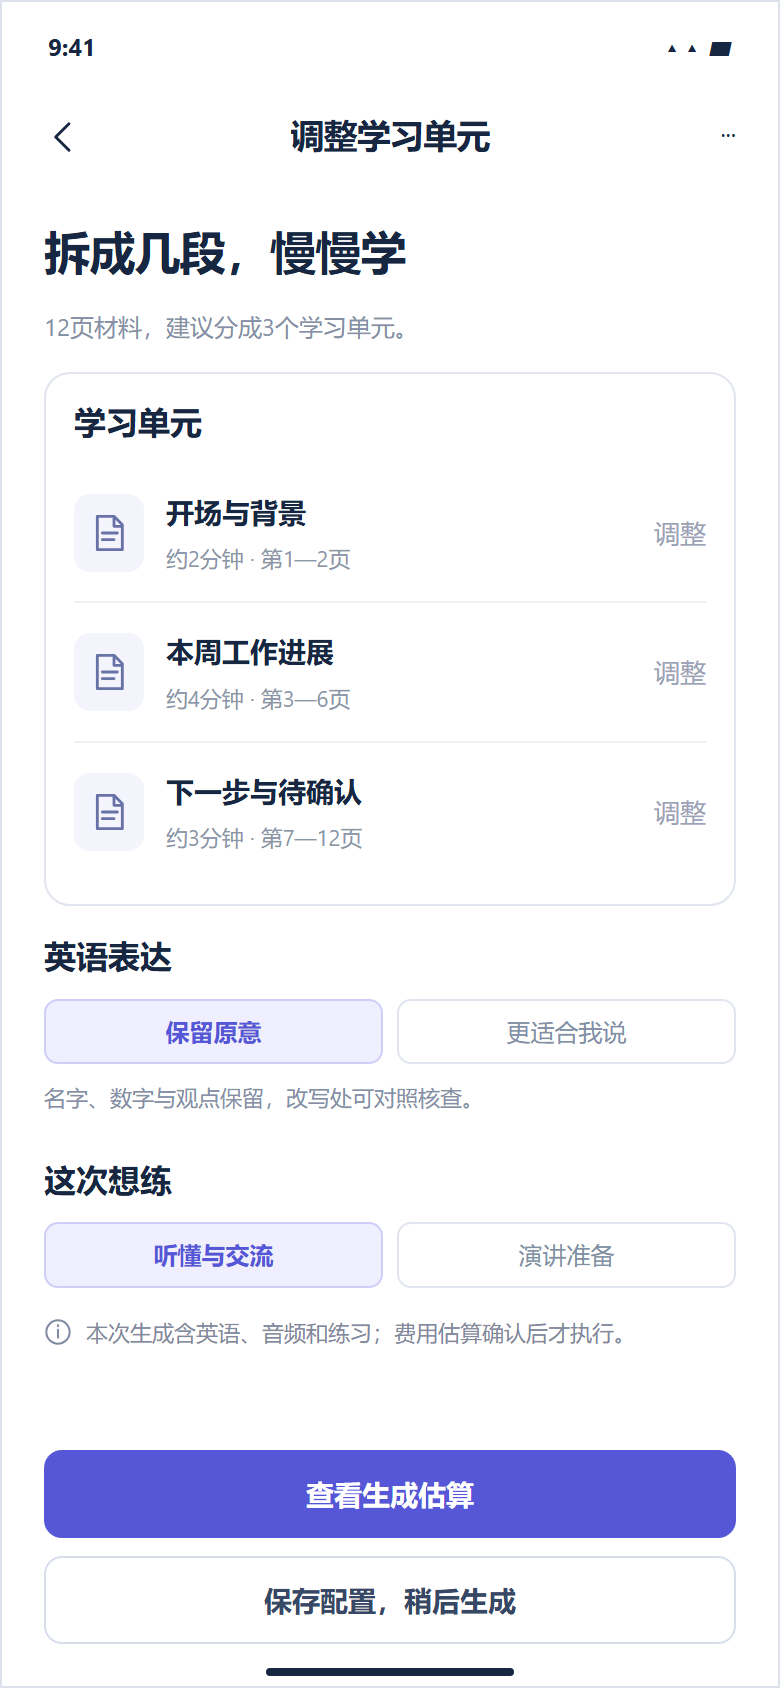 9:41
调整学习单元
...
拆成几段，慢慢学
12页材料，建议分成3个学习单元。
学习单元
开场与背景
约2分钟 · 第1—2页
调整
本周工作进展
约4分钟 · 第3—6页
调整
下一步与待确认
约3分钟 · 第7—12页
调整
英语表达
保留原意
更适合我说
名字、数字与观点保留，改写处可对照核查。
这次想练
听懂与交流
演讲准备
本次生成含英语、音频和练习；费用估算确认后才执行。
查看生成估算
保存配置，稍后生成